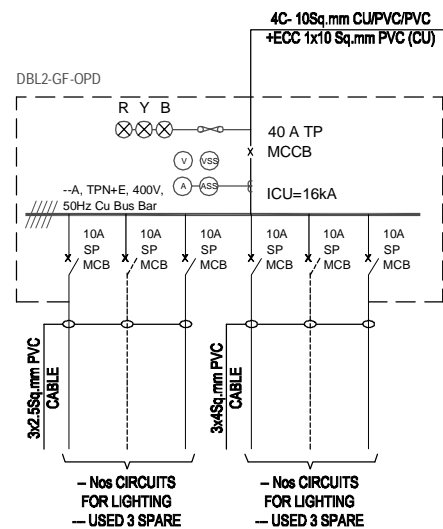 4C- 10Sq.mm CU/PVC/PVC
+ECC 1x10 Sq.mm PVC (CU)
DBL2-GF-OPD
R Y B
40 A TP
MCCB
V VSS
A ASS
ICU=16kA
--A, TPN+E, 400V,
50Hz Cu Bus Bar
10A
SP
MCB
10A
SP
MCB
10A
SP
MCB
10A
SP
MCB
10A
SP
MCB
10A
SP
MCB
3x2.5Sq.mm PVC
CABLE
3x4Sq.mm PVC
CABLE
-- Nos CIRCUITS
FOR LIGHTING
--- USED 3 SPARE
-- Nos CIRCUITS
FOR LIGHTING
--- USED 3 SPARE